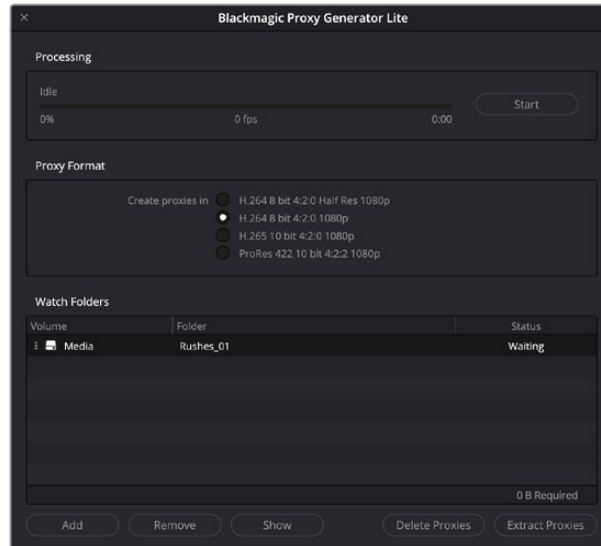 Blackmagic Proxy Generator Lite
Processing
Idle
Start
0%
0 fps
0:00
Proxy Format
Create proxies in
H.264 8 bit 4:2:0 Half Res 1080p
H.264 8 bit 4:2:0 1080p
H.265 10 bit 4:2:0 1080p
ProRes 422 10 bit 4:2:2 1080p
Watch Folders
Volume Folder Status
Media Rushes_01 Waiting
0 B Required
Add Remove Show Delete Proxies Extract Proxies